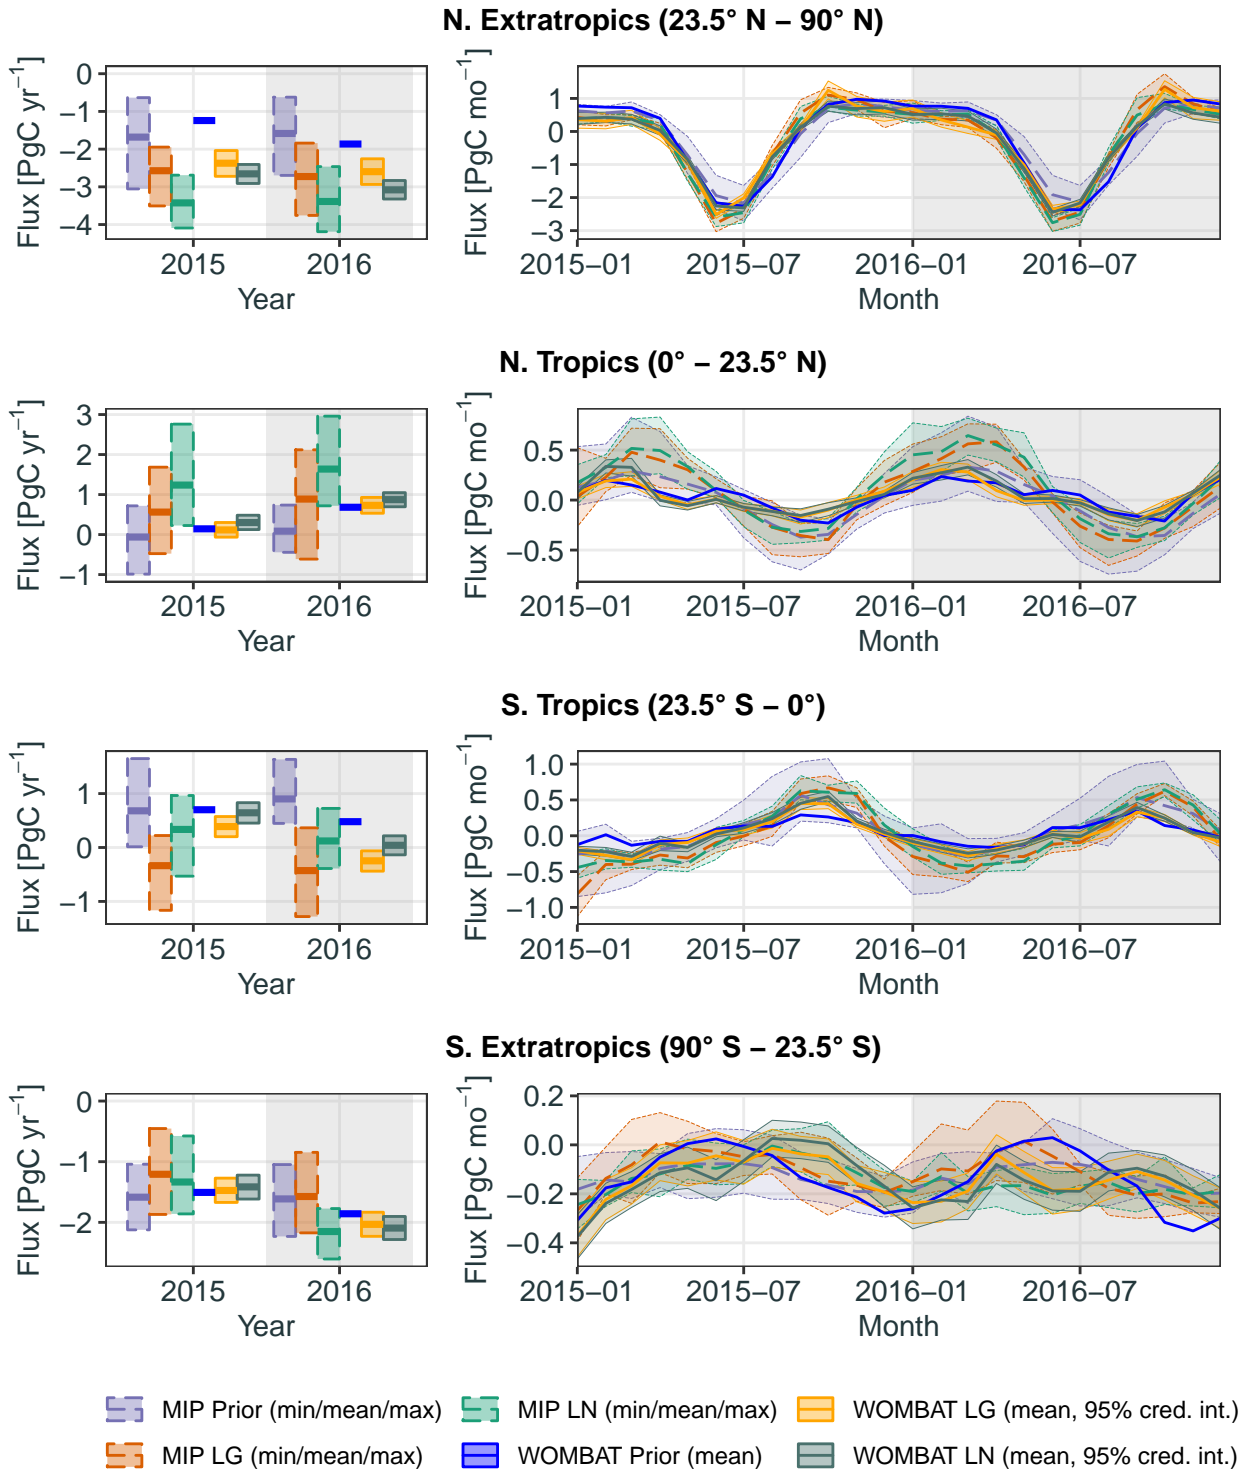 N. Extratropics (23.5° N − 90° N)
Flux [PgC yr−1]
0
−1
−2
−3
−4
2015 2016
Year
Flux [PgC mo−1]
1
0
−1
−2
−3
2015−01 2015−07 2016−01 2016−07
Month
N. Tropics (0° − 23.5° N)
Flux [PgC yr−1]
3
2
1
0
−1
2015 2016
Year
Flux [PgC mo−1]
0.5
0.0
−0.5
2015−01 2015−07 2016−01 2016−07
Month
S. Tropics (23.5° S − 0°)
Flux [PgC yr−1]
1
0
−1
2015 2016
Year
Flux [PgC mo−1]
1.0
0.5
0.0
−0.5
−1.0
2015−01 2015−07 2016−01 2016−07
Month
S. Extratropics (90° S − 23.5° S)
Flux [PgC yr−1]
0
−1
−2
2015 2016
Year
Flux [PgC mo−1]
0.2
0.0
−0.2
−0.4
2015−01 2015−07 2016−01 2016−07
Month
MIP Prior (min/mean/max) MIP LN (min/mean/max) WOMBAT LG (mean, 95% cred. int.)
MIP LG (min/mean/max) WOMBAT Prior (mean) WOMBAT LN (mean, 95% cred. int.)